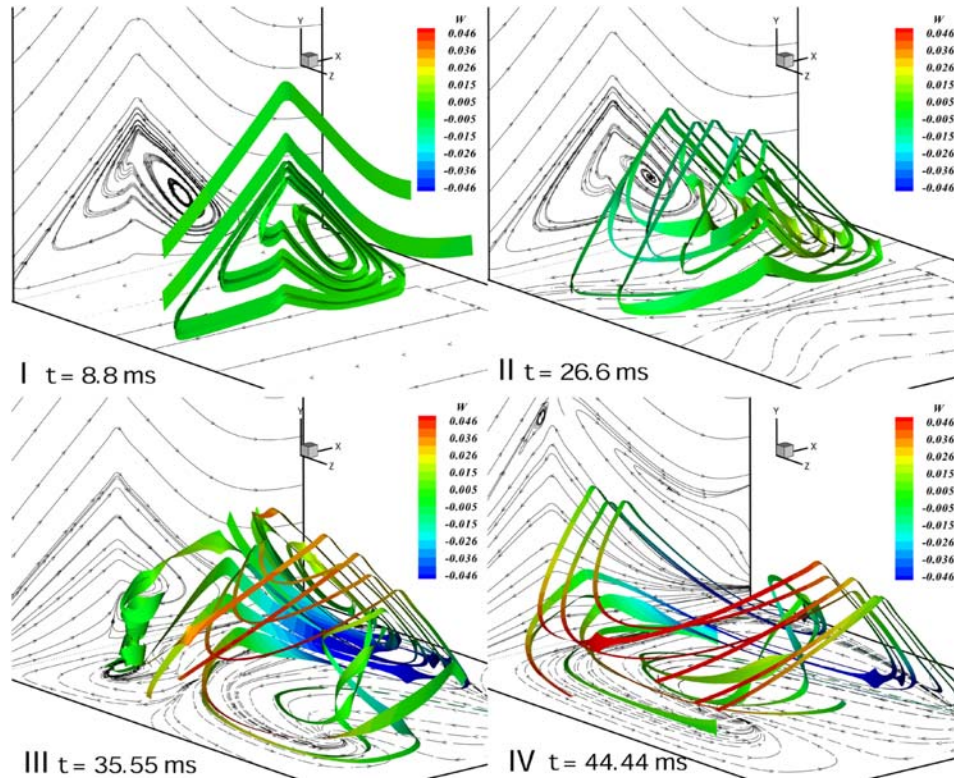 Y
X
Z
W
0.046
0.036
0.026
0.015
0.005
-0.005
-0.015
-0.026
-0.036
-0.046
I t = 8.8 ms
Y
X
Z
W
0.046
0.036
0.026
0.015
0.005
-0.005
-0.015
-0.026
-0.036
-0.046
II t = 26.6 ms
Y
X
Z
W
0.046
0.036
0.026
0.015
0.005
-0.005
-0.015
-0.026
-0.036
-0.046
III t = 35.55 ms
Y
X
Z
W
0.046
0.036
0.026
0.015
0.005
-0.005
-0.015
-0.026
-0.036
-0.046
IV t = 44.44 ms